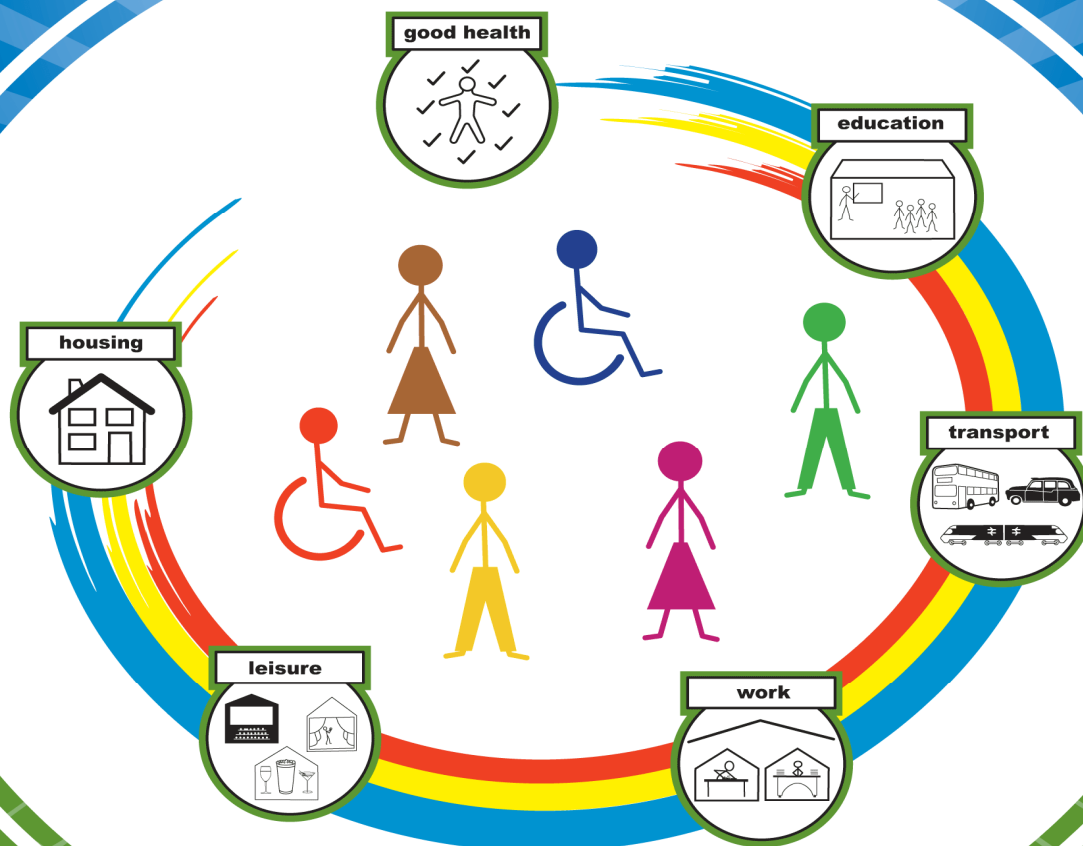 good health
education
housing
transport
leisure
work